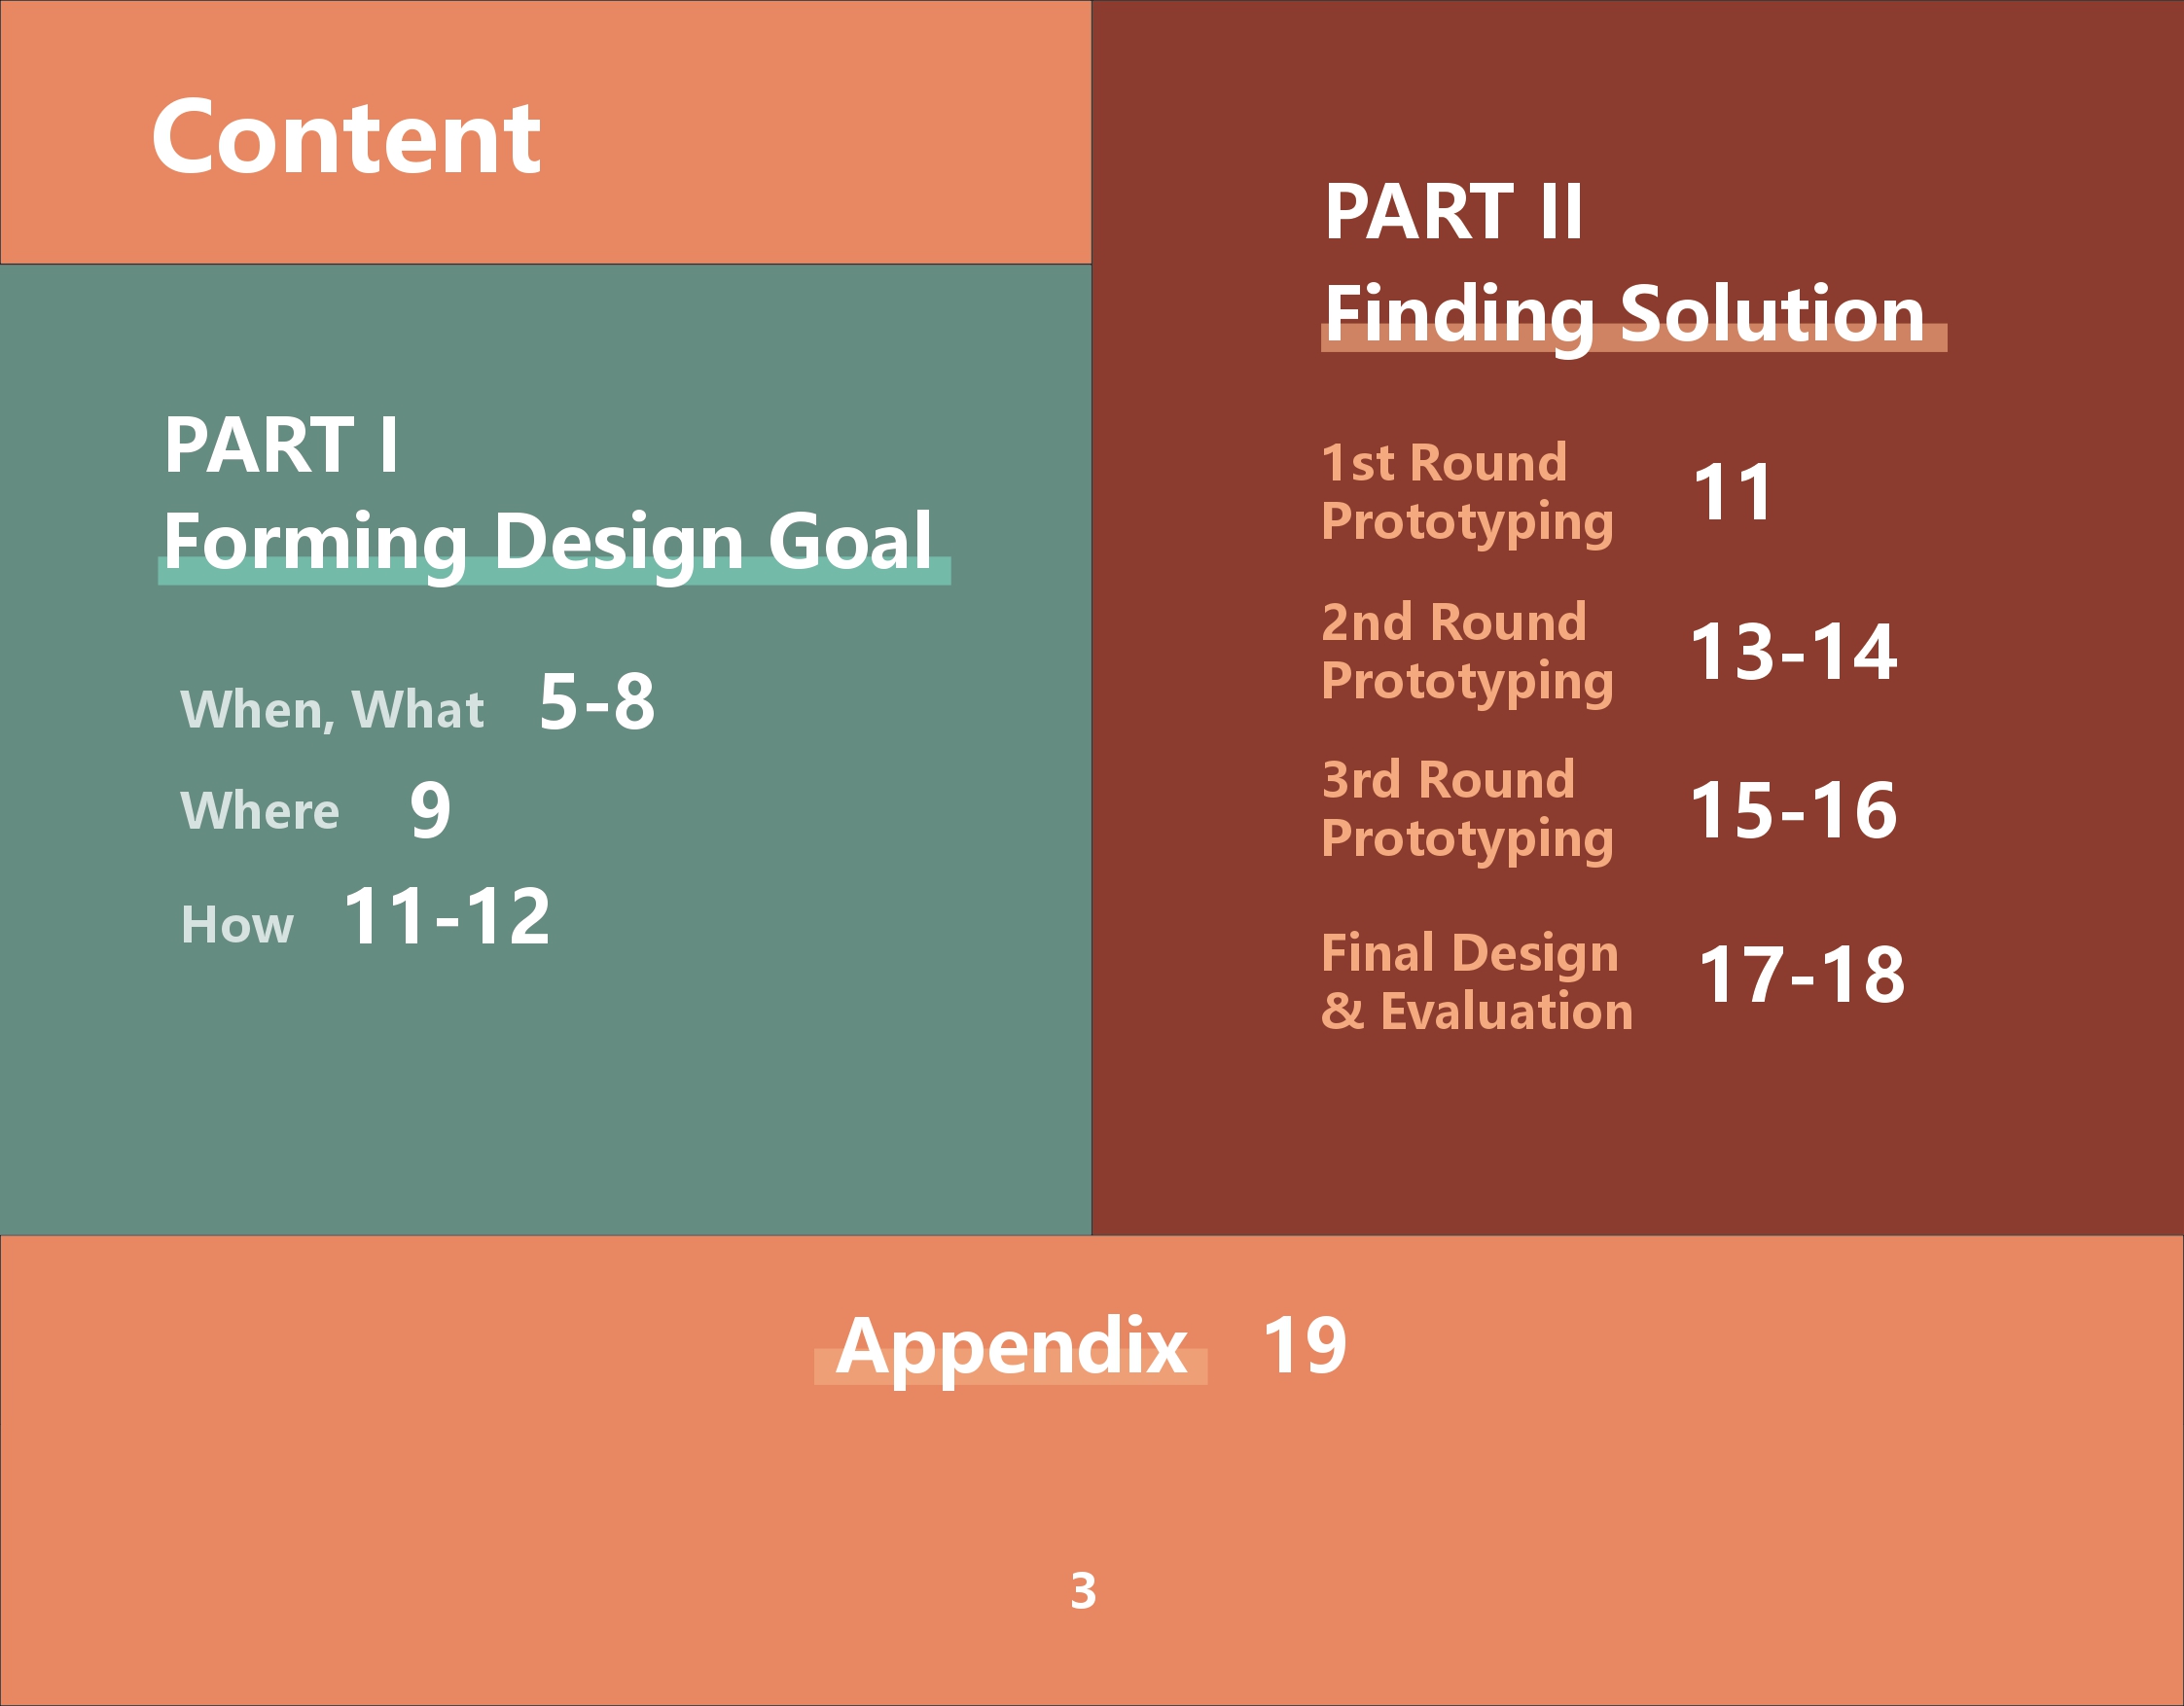 Content
PART I
Forming Design Goal
When, What 5-8
Where 9
How 11-12
PART II
Finding Solution
1st Round
Prototyping 11
2nd Round
Prototyping 13-14
3rd Round
Prototyping 15-16
Final Design
& Evaluation 17-18
Appendix 19
3